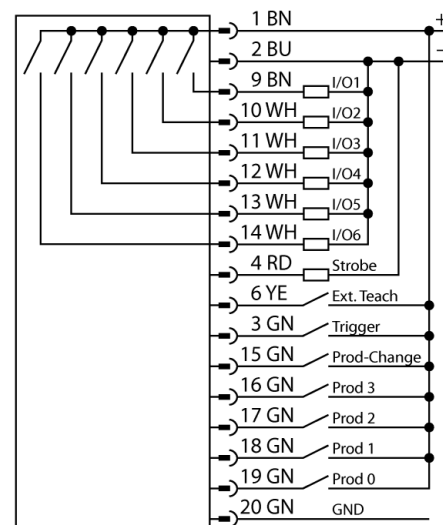 1 BN +
2 BU −
9 BN I/O1
10 WH I/O2
11 WH I/O3
12 WH I/O4
13 WH I/O5
14 WH I/O6
4 RD Strobe
6 YE Ext. Teach
3 GN Trigger
15 GN Prod-Change
16 GN Prod 3
17 GN Prod 2
18 GN Prod 1
19 GN Prod 0
20 GN GND